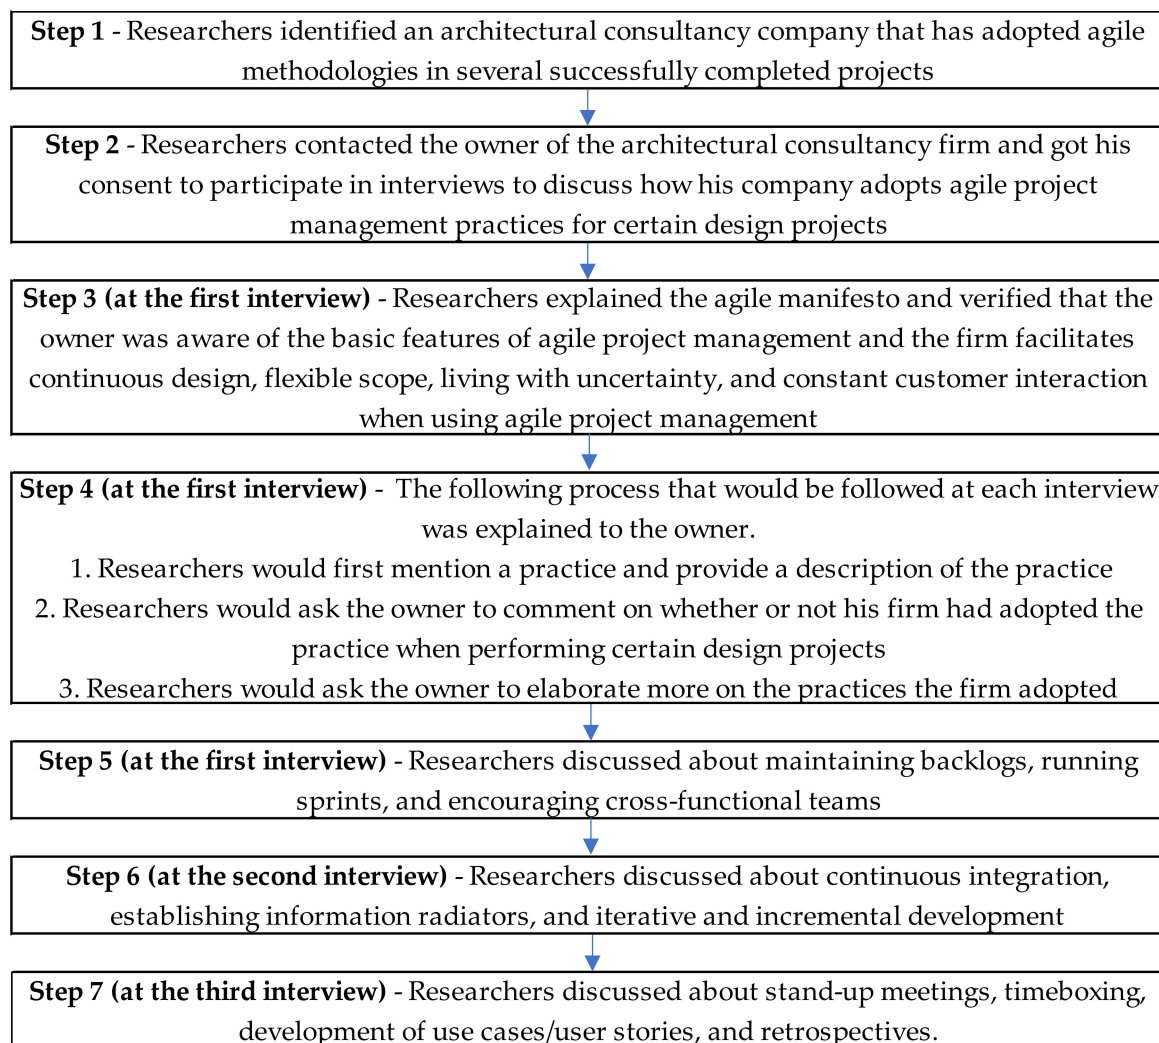 Step 1 - Researchers identified an architectural consultancy company that has adopted agile
methodologies in several successfully completed projects
Step 2 - Researchers contacted the owner of the architectural consultancy firm and got his
consent to participate in interviews to discuss how his company adopts agile project
management practices for certain design projects
Step 3 (at the first interview) - Researchers explained the agile manifesto and verified that the
owner was aware of the basic features of agile project management and the firm facilitates
continuous design, flexible scope, living with uncertainty, and constant customer interaction
when using agile project management
Step 4 (at the first interview) - The following process that would be followed at each interview
was explained to the owner.
1. Researchers would first mention a practice and provide a description of the practice
2. Researchers would ask the owner to comment on whether or not his firm had adopted the
practice when performing certain design projects
3. Researchers would ask the owner to elaborate more on the practices the firm adopted
Step 5 (at the first interview) - Researchers discussed about maintaining backlogs, running
sprints, and encouraging cross-functional teams
Step 6 (at the second interview) - Researchers discussed about continuous integration,
establishing information radiators, and iterative and incremental development
Step 7 (at the third interview) - Researchers discussed about stand-up meetings, timeboxing,
development of use cases/user stories, and retrospectives.